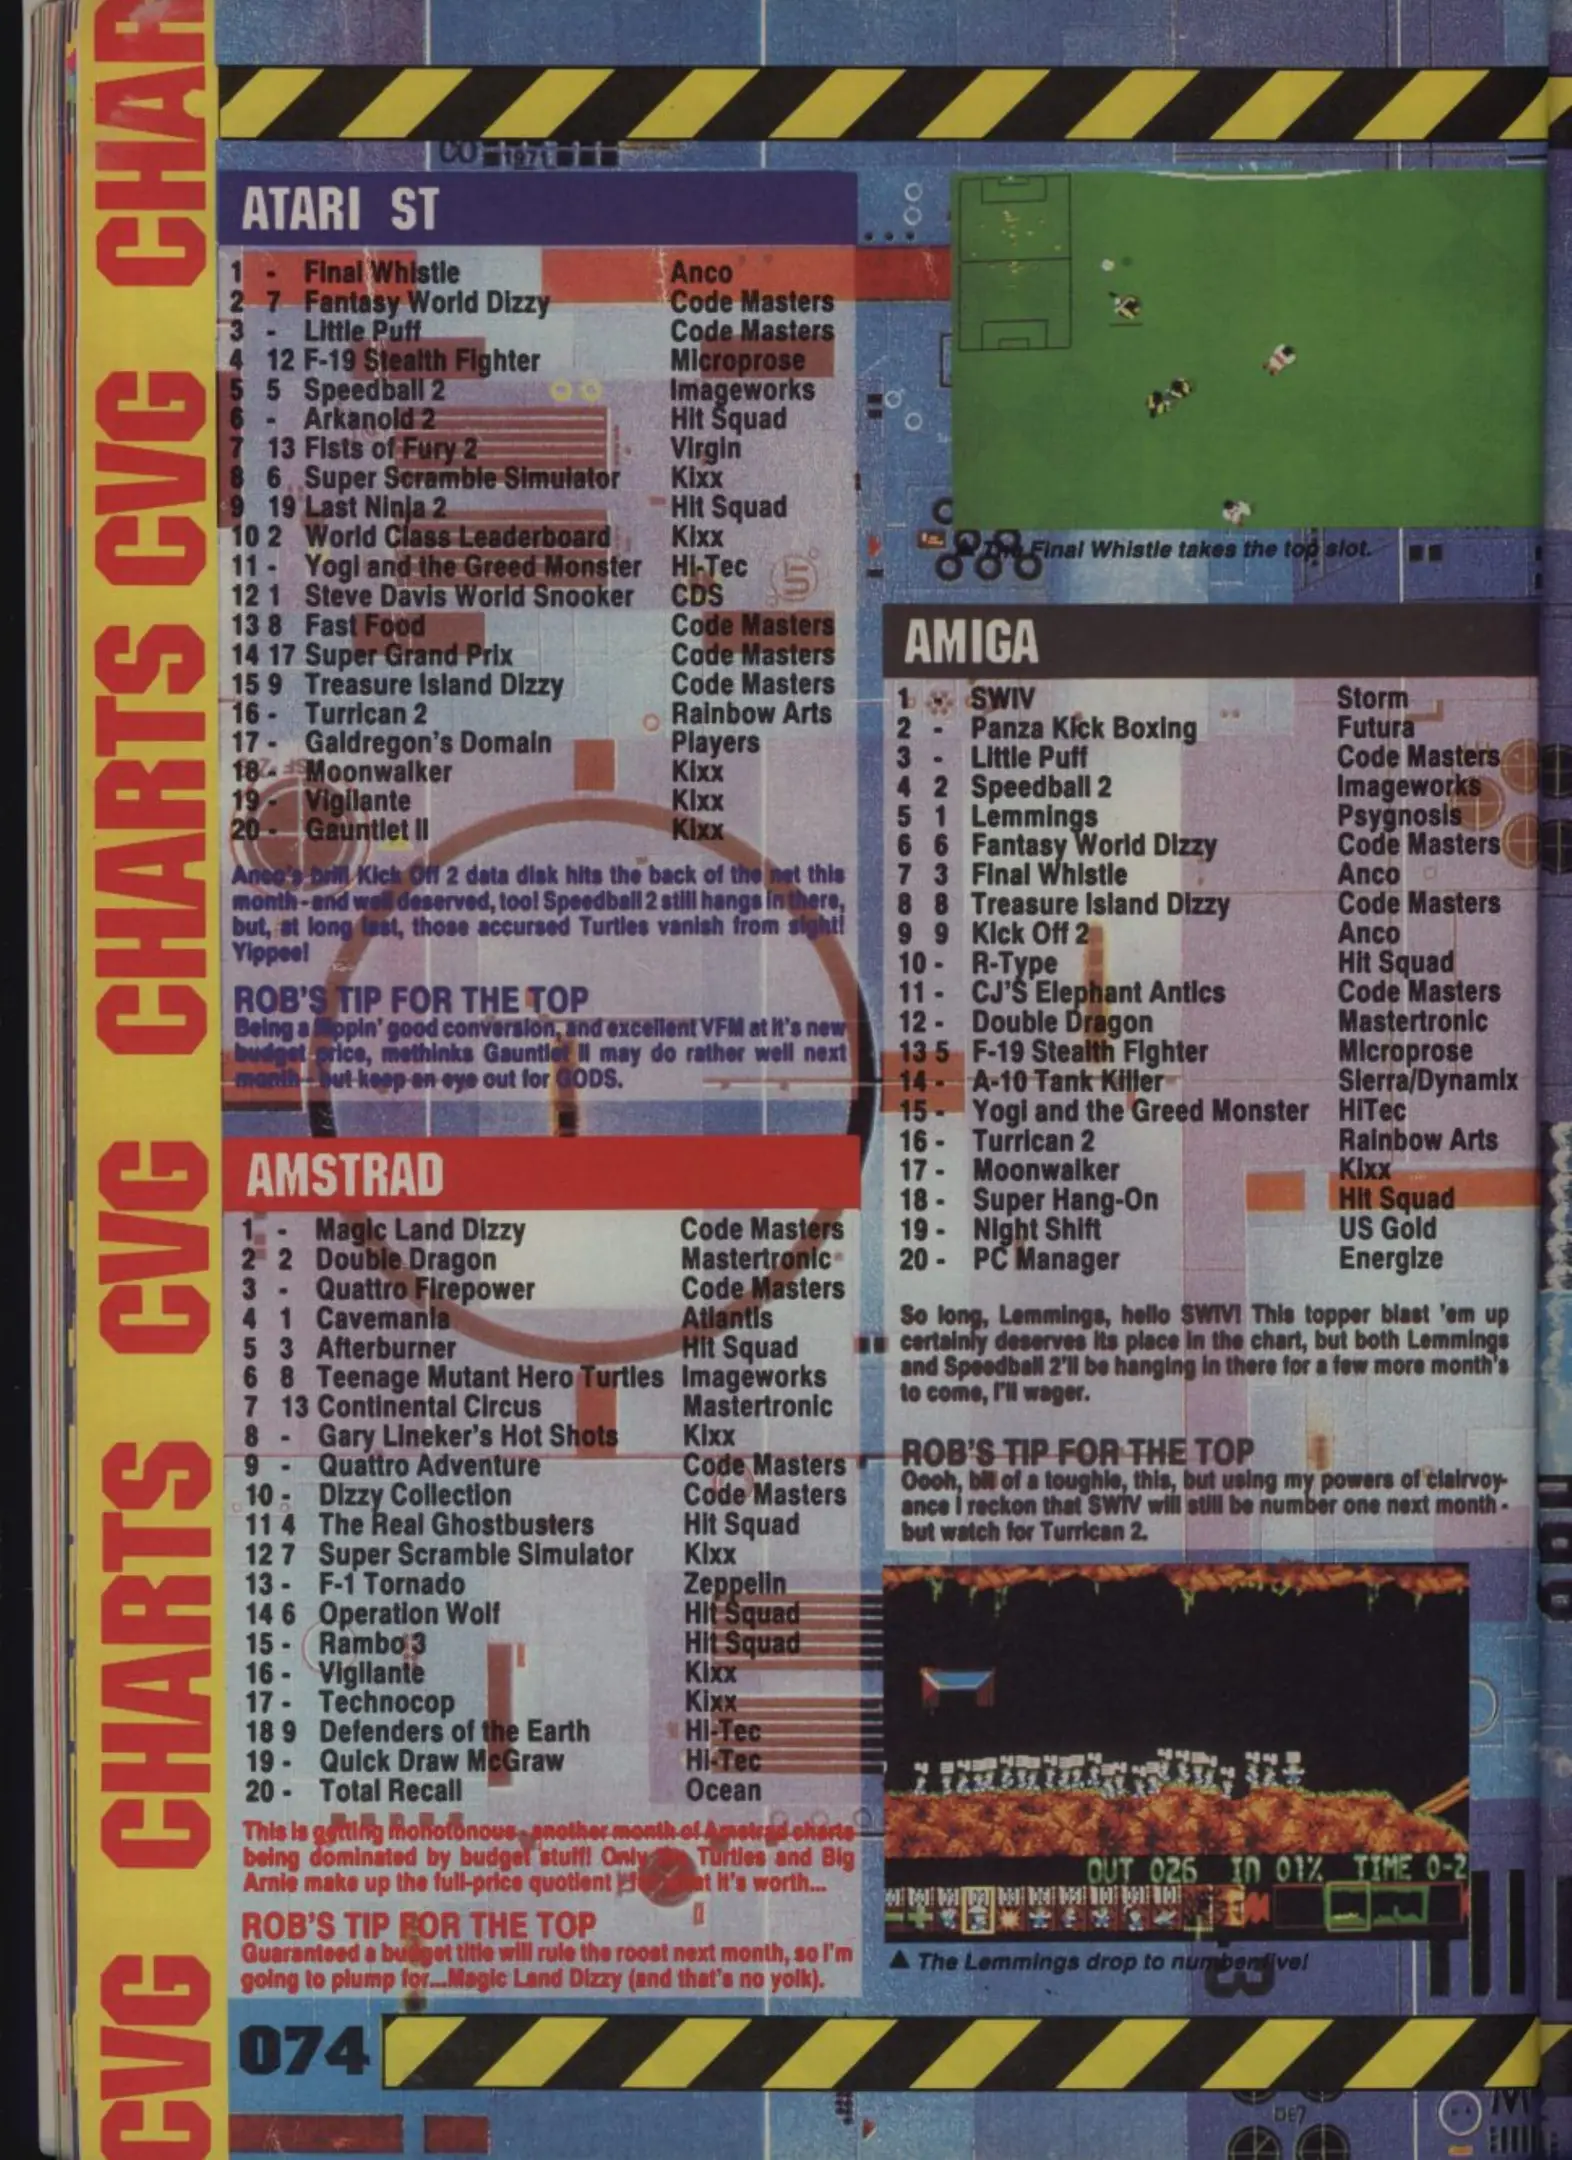 CVG CHARTS CVG CHARTS CVG CHAR
CO
1971
ATARI ST
1 - Final Whistle Anco
2 7 Fantasy World Dizzy Code Masters
3 - Little Puff Code Masters
4 12 F-19 Stealth Fighter Microprose
5 5 Speedball 2 Imageworks
6 - Arkanoid 2 Hit Squad
7 13 Fists of Fury 2 Virgin
8 6 Super Scramble Simulator Kixx
9 19 Last Ninja 2 Hit Squad
10 2 World Class Leaderboard Kixx
11 - Yogi and the Greed Monster Hi-Tec
12 1 Steve Davis World Snooker CDS
13 8 Fast Food Code Masters
14 17 Super Grand Prix Code Masters
15 9 Treasure Island Dizzy Code Masters
16 - Turrican 2 Rainbow Arts
17 - Galdregon's Domain Players
18 - Moonwalker Kixx
19 - Vigilante Kixx
20 - Gauntlet II Kixx
Anco's brill Kick Off 2 data disk hits the back of the net this
month - and well deserved, too! Speedball 2 still hangs in there,
but, at long last, those accursed Turtles vanish from sight!
Yippee!
ROB'S TIP FOR THE TOP
Being a rippin' good conversion, and excellent VFM at it's new
budget price, methinks Gauntlet II may do rather well next
month - but keep an eye out for GODS.
AMSTRAD
1 - Magic Land Dizzy Code Masters
2 2 Double Dragon Mastertronic
3 - Quattro Firepower Code Masters
4 1 Cavemania Atlantis
5 3 Afterburner Hit Squad
6 8 Teenage Mutant Hero Turtles Imageworks
7 13 Continental Circus Mastertronic
8 - Gary Lineker's Hot Shots Kixx
9 - Quattro Adventure Code Masters
10 - Dizzy Collection Code Masters
11 4 The Real Ghostbusters Hit Squad
12 7 Super Scramble Simulator Kixx
13 - F-1 Tornado Zeppelin
14 6 Operation Wolf Hit Squad
15 - Rambo 3 Hit Squad
16 - Vigilante Kixx
17 - Technocop Kixx
18 9 Defenders of the Earth Hi-Tec
19 - Quick Draw McGraw Hi-Tec
20 - Total Recall Ocean
This is getting monotonous - another month of Amstrad charts
being dominated by budget stuff! Only the Turtles and Big
Arnie make up the full-price quotient - for what it's worth...
ROB'S TIP FOR THE TOP
Guaranteed a budget title will rule the roost next month, so I'm
going to plump for...Magic Land Dizzy (and that's no yolk).
074
▲ The Final Whistle takes the top slot.
AMIGA
1 - SWIV Storm
2 - Panza Kick Boxing Futura
3 - Little Puff Code Masters
4 2 Speedball 2 Imageworks
5 1 Lemmings Psygnosis
6 6 Fantasy World Dizzy Code Masters
7 3 Final Whistle Anco
8 8 Treasure Island Dizzy Code Masters
9 9 Kick Off 2 Anco
10 - R-Type Hit Squad
11 - CJ'S Elephant Antics Code Masters
12 - Double Dragon Mastertronic
13 5 F-19 Stealth Fighter Microprose
14 - A-10 Tank Killer Sierra/Dynamix
15 - Yogi and the Greed Monster HiTec
16 - Turrican 2 Rainbow Arts
17 - Moonwalker Kixx
18 - Super Hang-On Hit Squad
19 - Night Shift US Gold
20 - PC Manager Energize
So long, Lemmings, hello SWIV! This topper blast 'em up
certainly deserves its place in the chart, but both Lemmings
and Speedball 2'll be hanging in there for a few more month's
to come, I'll wager.
ROB'S TIP FOR THE TOP
Oooh, bit of a toughie, this, but using my powers of clairvoy-
ance I reckon that SWIV will still be number one next month -
but watch for Turrican 2.
OUT 026 IN 01% TIME 0-2
▲ The Lemmings drop to number five!
DE7